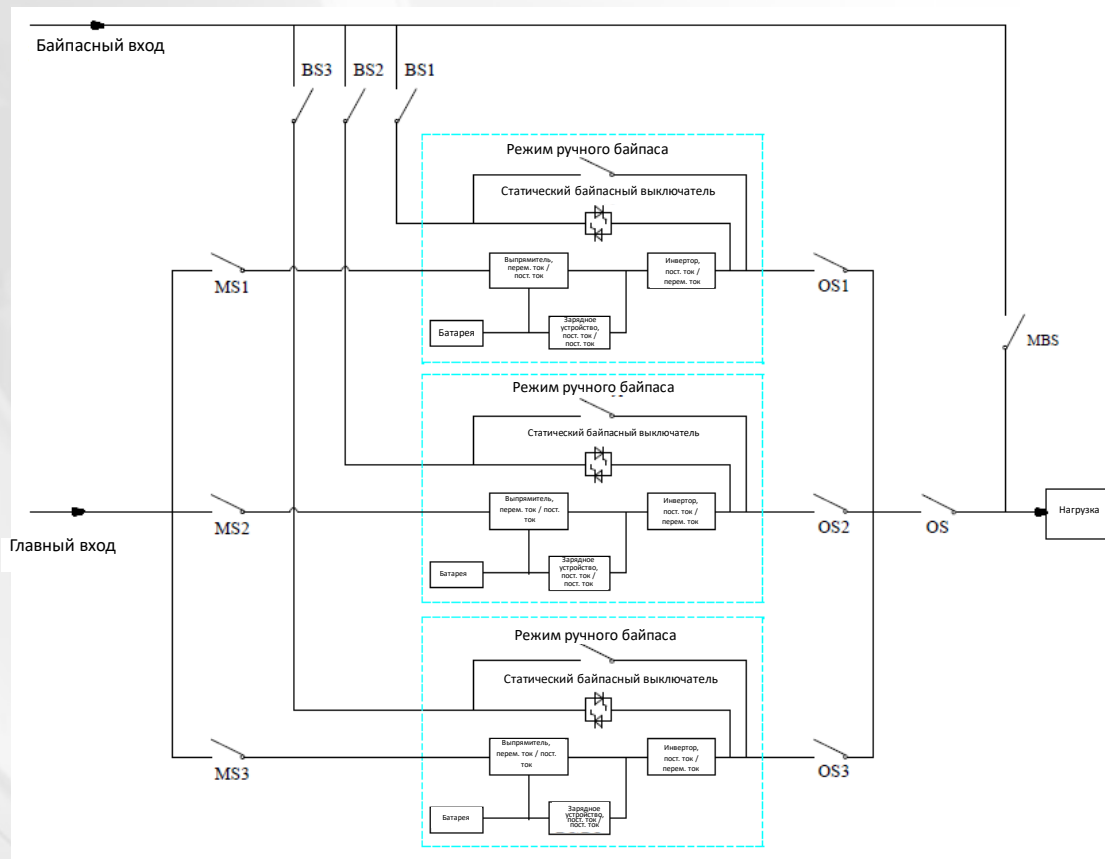 Байпасный вход
BS3
BS2
BS1
Режим ручного байпаса
Статический байпасный выключатель
Выпрямитель,
перем. ток /
пост. ток
Инвертор,
пост. ток /
перем. ток
MS1
OS1
Батарея
Зарядное
устройство,
пост. ток /
пост. ток
MBS
Режим ручного байпаса
Статический байпасный выключатель
Выпрямитель,
перем. ток / пост.
ток
Инвертор,
пост. ток /
перем. ток
Нагрузка
MS2
OS2
OS
Главный вход
Батарея
Зарядное
устройство,
пост. ток /
пост. ток
Режим ручного байпаса
Статический байпасный выключатель
Выпрямитель,
перем. ток / пост.
ток
Инвертор,
пост. ток /
перем. ток
MS3
OS3
Батарея
Зарядное
устройство,
пост. ток /
пост. ток